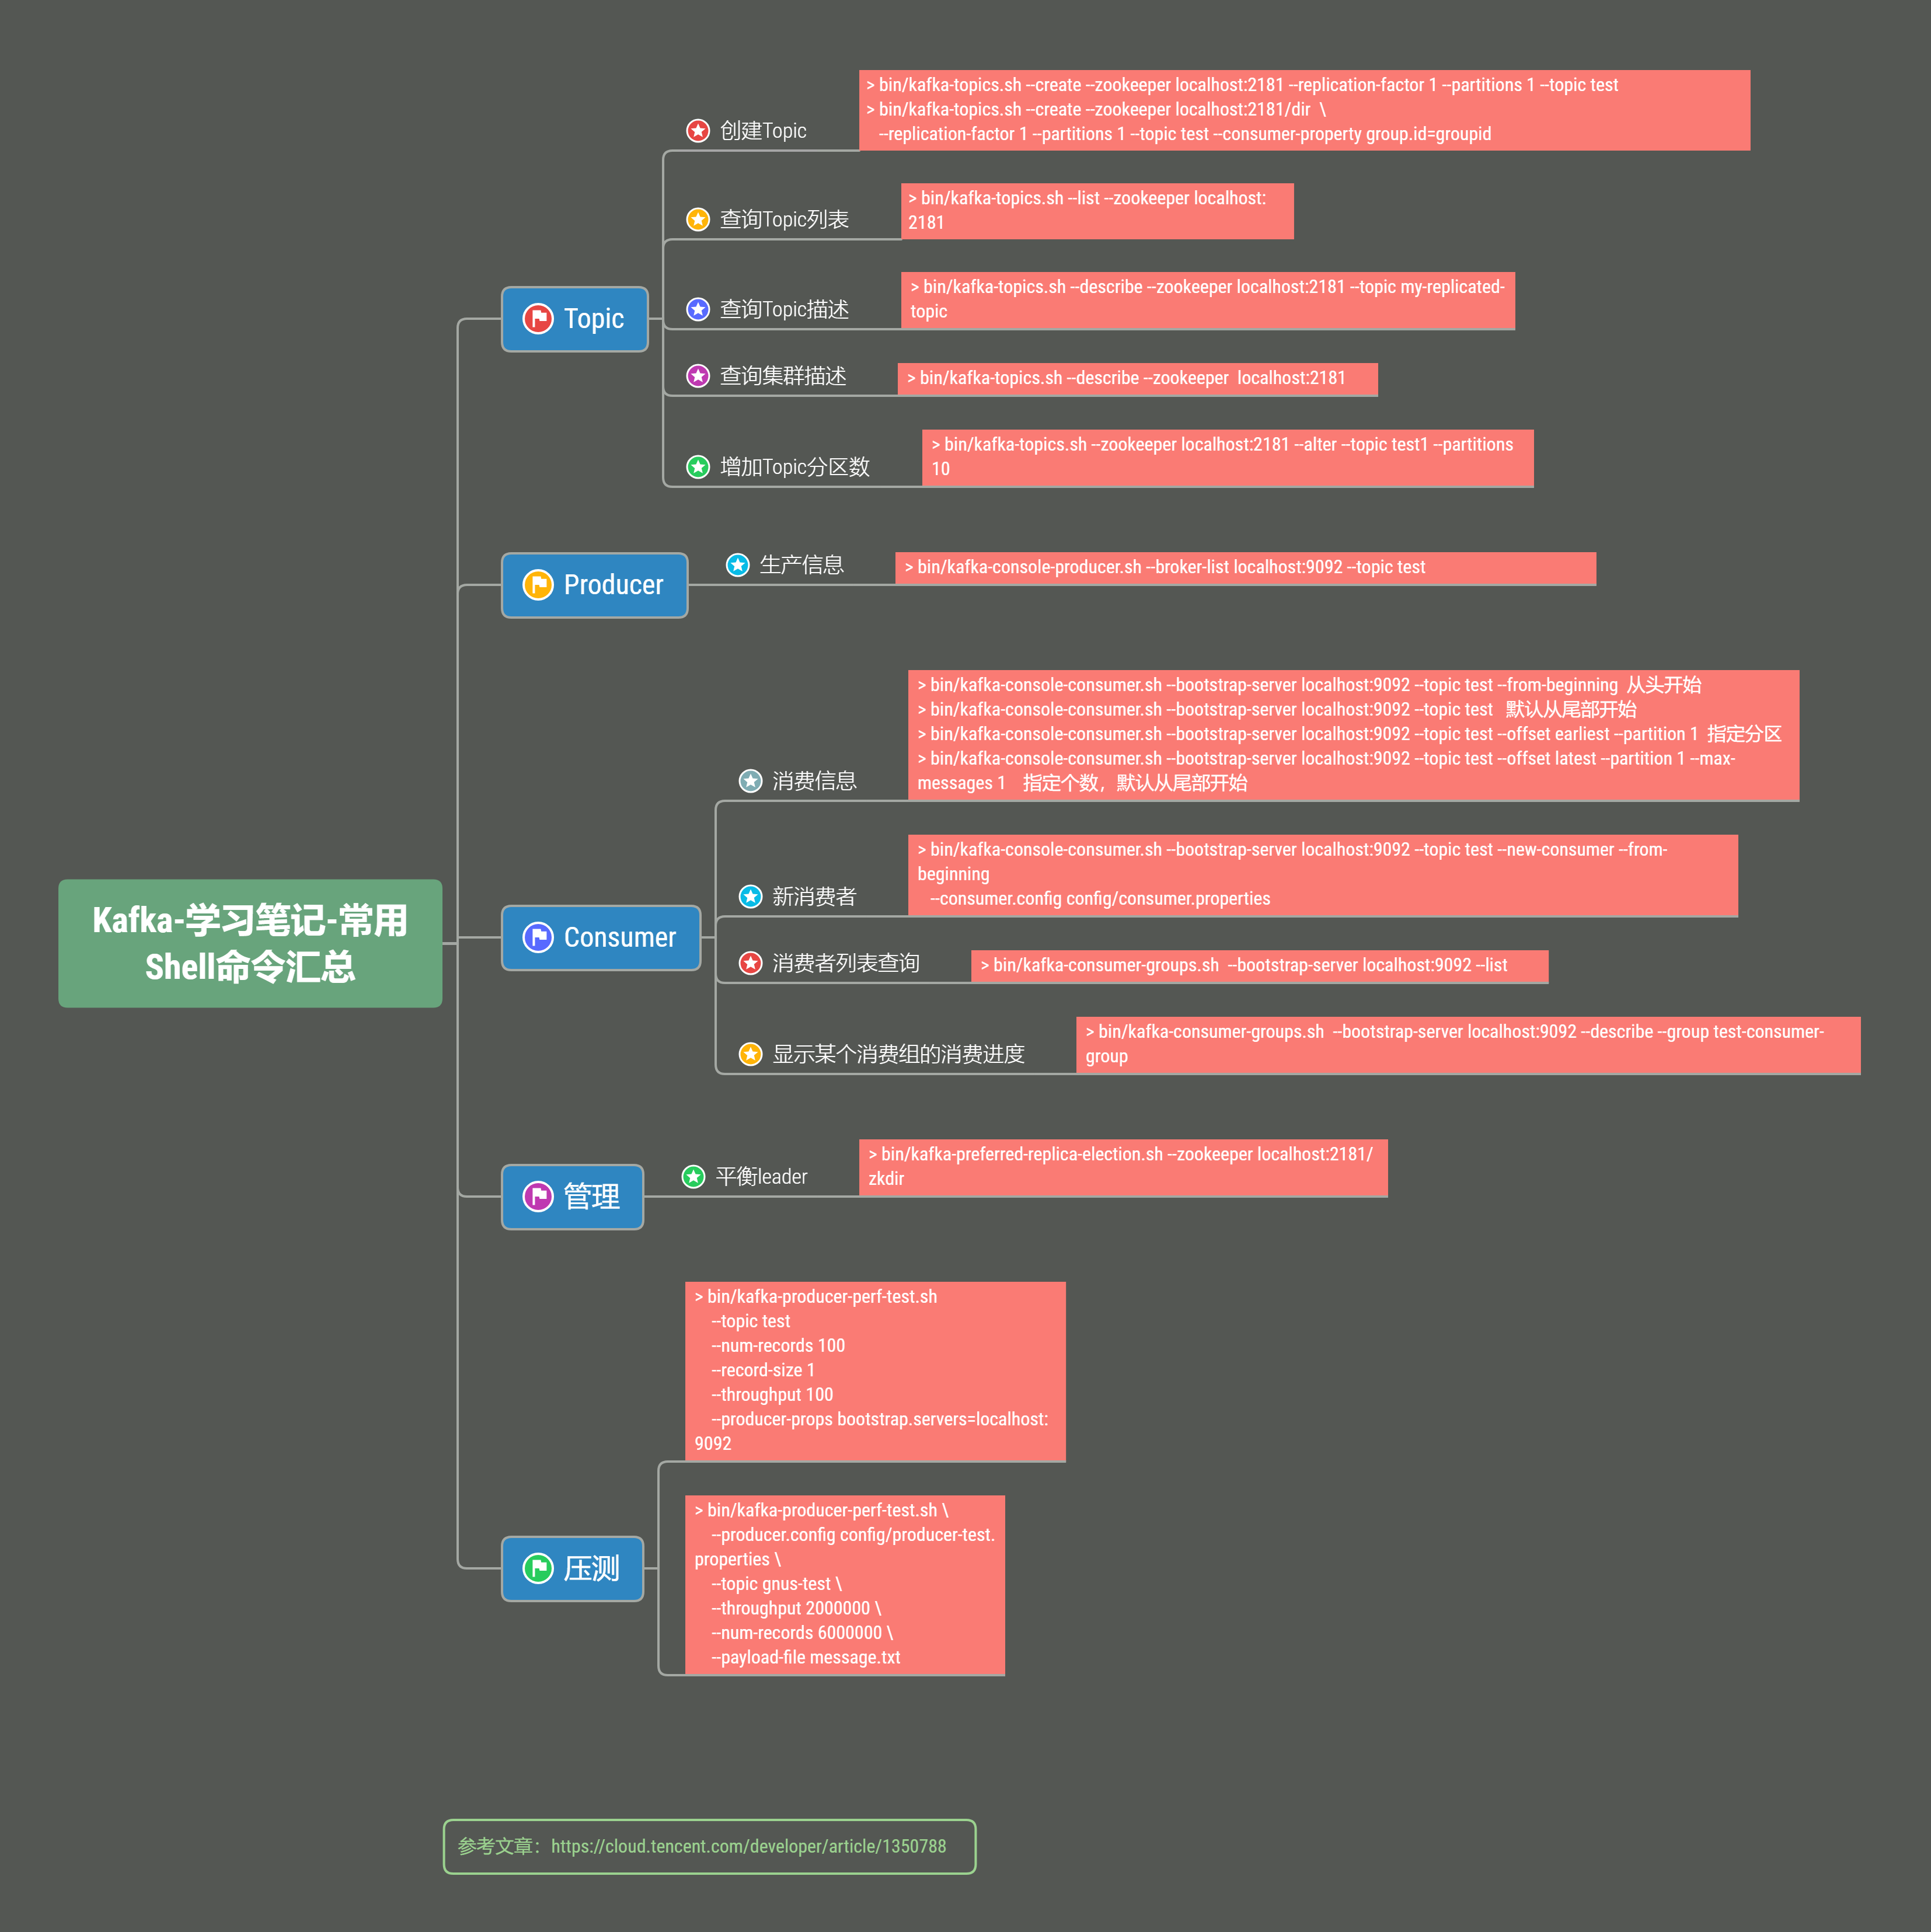 Kafka-学习笔记-常用
Shell命令汇总
Topic
创建Topic
> bin/kafka-topics.sh --create --zookeeper localhost:2181 --replication-factor 1 --partitions 1 --topic test
> bin/kafka-topics.sh --create --zookeeper localhost:2181/dir  \
--replication-factor 1 --partitions 1 --topic test --consumer-property group.id=groupid
查询Topic列表
> bin/kafka-topics.sh --list --zookeeper localhost:
2181
查询Topic描述
> bin/kafka-topics.sh --describe --zookeeper localhost:2181 --topic my-replicated-
topic
查询集群描述
> bin/kafka-topics.sh --describe --zookeeper  localhost:2181
增加Topic分区数
> bin/kafka-topics.sh --zookeeper localhost:2181 --alter --topic test1 --partitions
10
Producer
生产信息
> bin/kafka-console-producer.sh --broker-list localhost:9092 --topic test
Consumer
消费信息
> bin/kafka-console-consumer.sh --bootstrap-server localhost:9092 --topic test --from-beginning  从头开始
> bin/kafka-console-consumer.sh --bootstrap-server localhost:9092 --topic test   默认从尾部开始
> bin/kafka-console-consumer.sh --bootstrap-server localhost:9092 --topic test --offset earliest --partition 1  指定分区
> bin/kafka-console-consumer.sh --bootstrap-server localhost:9092 --topic test --offset latest --partition 1 --max-
messages 1    指定个数，默认从尾部开始
新消费者
> bin/kafka-console-consumer.sh --bootstrap-server localhost:9092 --topic test --new-consumer --from-
beginning
--consumer.config config/consumer.properties
消费者列表查询
> bin/kafka-consumer-groups.sh  --bootstrap-server localhost:9092 --list
显示某个消费组的消费进度
> bin/kafka-consumer-groups.sh  --bootstrap-server localhost:9092 --describe --group test-consumer-
group
管理
平衡leader
> bin/kafka-preferred-replica-election.sh --zookeeper localhost:2181/
zkdir
压测
> bin/kafka-producer-perf-test.sh
--topic test
--num-records 100
--record-size 1
--throughput 100
--producer-props bootstrap.servers=localhost:
9092
> bin/kafka-producer-perf-test.sh \
--producer.config config/producer-test.
properties \
--topic gnus-test \
--throughput 2000000 \
--num-records 6000000 \
--payload-file message.txt
参考文章：https://cloud.tencent.com/developer/article/1350788